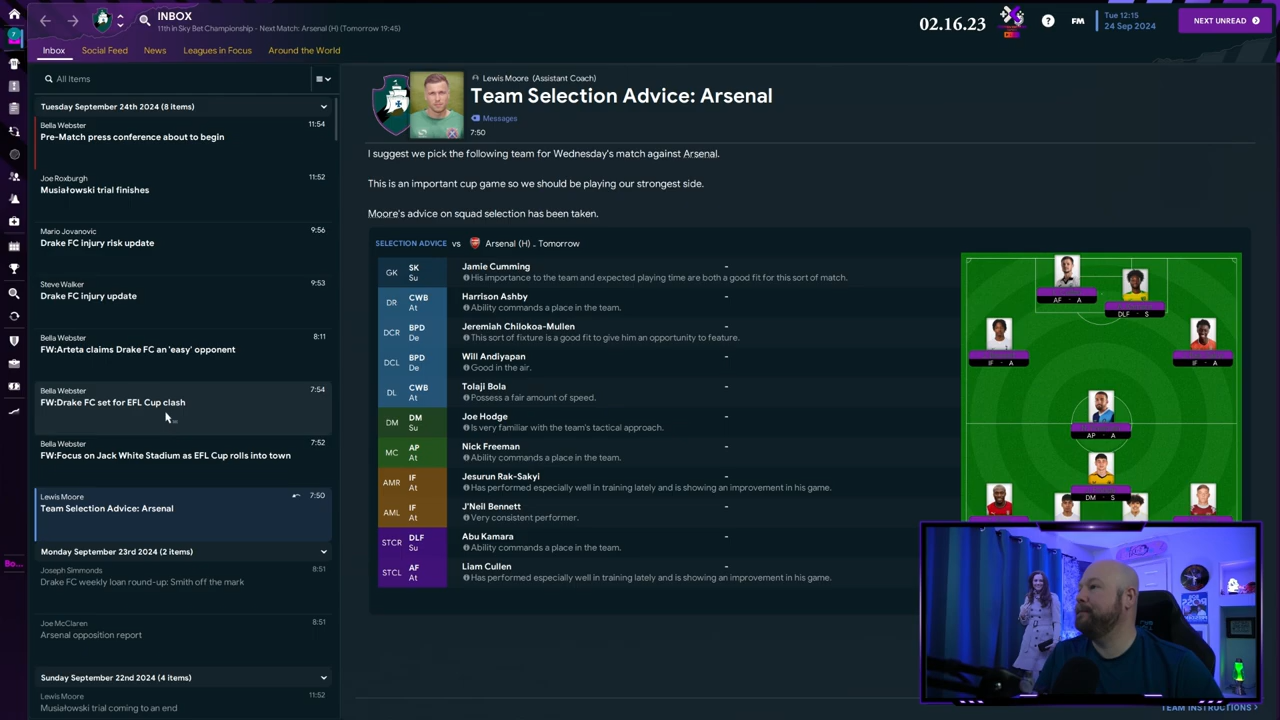 INBOX
11th in Sky Bet Championship - Next Match: Arsenal (H) (Tomorrow 19:45)
02.16.23
FM
Tue 12:15
24 Sep 2024
NEXT UNREAD
Inbox
Social Feed
News
Leagues in Focus
Around the World
All Items
Tuesday September 24th 2024 (8 items)
Bella Webster
11:54
Pre-Match press conference about to begin
Joe Roxburgh
11:52
Musiałowski trial finishes
Mario Jovanovic
9:56
Drake FC injury risk update
Steve Walker
9:53
Drake FC injury update
Bella Webster
8:11
FW:Arteta claims Drake FC an 'easy' opponent
Bella Webster
7:54
FW:Drake FC set for EFL Cup clash
Bella Webster
7:52
FW:Focus on Jack White Stadium as EFL Cup rolls into town
Lewis Moore
7:50
Team Selection Advice: Arsenal
Monday September 23rd 2024 (2 items)
Joseph Simmonds
8:51
Drake FC weekly loan round-up: Smith off the mark
Joe McClaren
8:51
Arsenal opposition report
Sunday September 22nd 2024 (4 items)
Lewis Moore
11:52
Musiałowski trial coming to an end
Lewis Moore (Assistant Coach)
Team Selection Advice: Arsenal
Messages
7:50
I suggest we pick the following team for Wednesday's match against Arsenal.
This is an important cup game so we should be playing our strongest side.
Moore's advice on squad selection has been taken.
SELECTION ADVICE vs Arsenal (H) - Tomorrow
GK SK Su Jamie Cumming -
His importance to the team and expected playing time are both a good fit for this sort of match.
DR CWB At Harrison Ashby -
Ability commands a place in the team.
DCR BPD De Jeremiah Chilokoa-Mullen -
This sort of fixture is a good fit to give him an opportunity to feature.
DCL BPD De Will Andiyapan -
Good in the air.
DL CWB At Tolaji Bola -
Possess a fair amount of speed.
DM DM Su Joe Hodge -
Is very familiar with the team's tactical approach.
MC AP At Nick Freeman -
Ability commands a place in the team.
AMR IF At Jesurun Rak-Sakyi -
Has performed especially well in training lately and is showing an improvement in his game.
AML IF At J'Neil Bennett -
Very consistent performer.
STCR DLF Su Abu Kamara -
Ability commands a place in the team.
STCL AF At Liam Cullen -
Has performed especially well in training lately and is showing an improvement in his game.
AF - A
DLF - S
IF - A
IF - A
AP - A
DM - S
TEAM INSTRUCTIONS